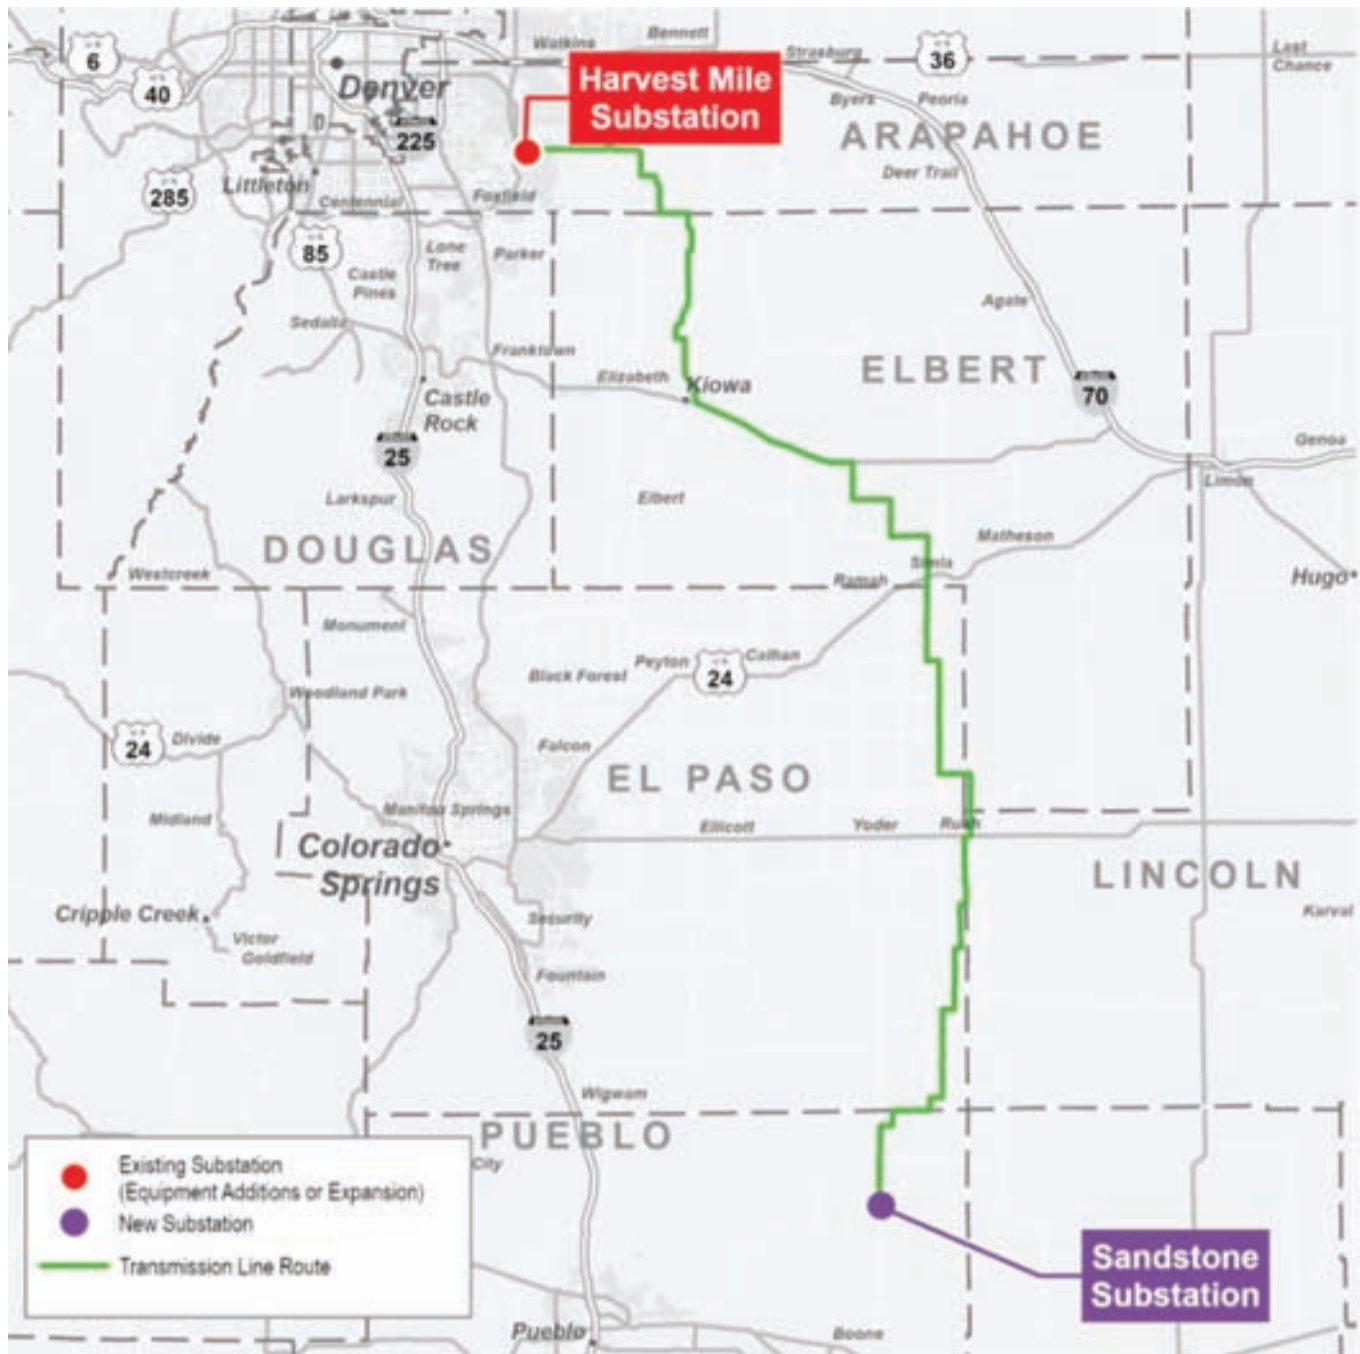 Watkins
Bennett
Strasburg
Last
Chance
U S
6
U S
40
U S
36
Denver
Harvest Mile
Substation
Byers
Peoria
225
ARAPAHOE
Deer Trail
U S
285
Littleton
Centennial
Foxfield
U S
85
Lone
Tree
Parker
Castle
Pines
Agate
Sedalia
Franktown
ELBERT
Elizabeth
Kiowa
70
Castle
Rock
25
Genoa
Limon
Larkspur
Elbert
Matheson
DOUGLAS
Simla
Westcreek
Ramah
Hugo
Monument
Peyton
Calhan
Black Forest
U S
24
Woodland Park
U S
24
Divide
Falcon
EL PASO
Midland
Manitou Springs
Ellicott
Yoder
Rush
Colorado
Springs
LINCOLN
Cripple Creek
Security
Karval
Victor
Goldfield
Fountain
25
Wigwam
PUEBLO
City
Existing Substation
(Equipment Additions or Expansion)
New Substation
Transmission Line Route
Sandstone
Substation
Pueblo
Boone